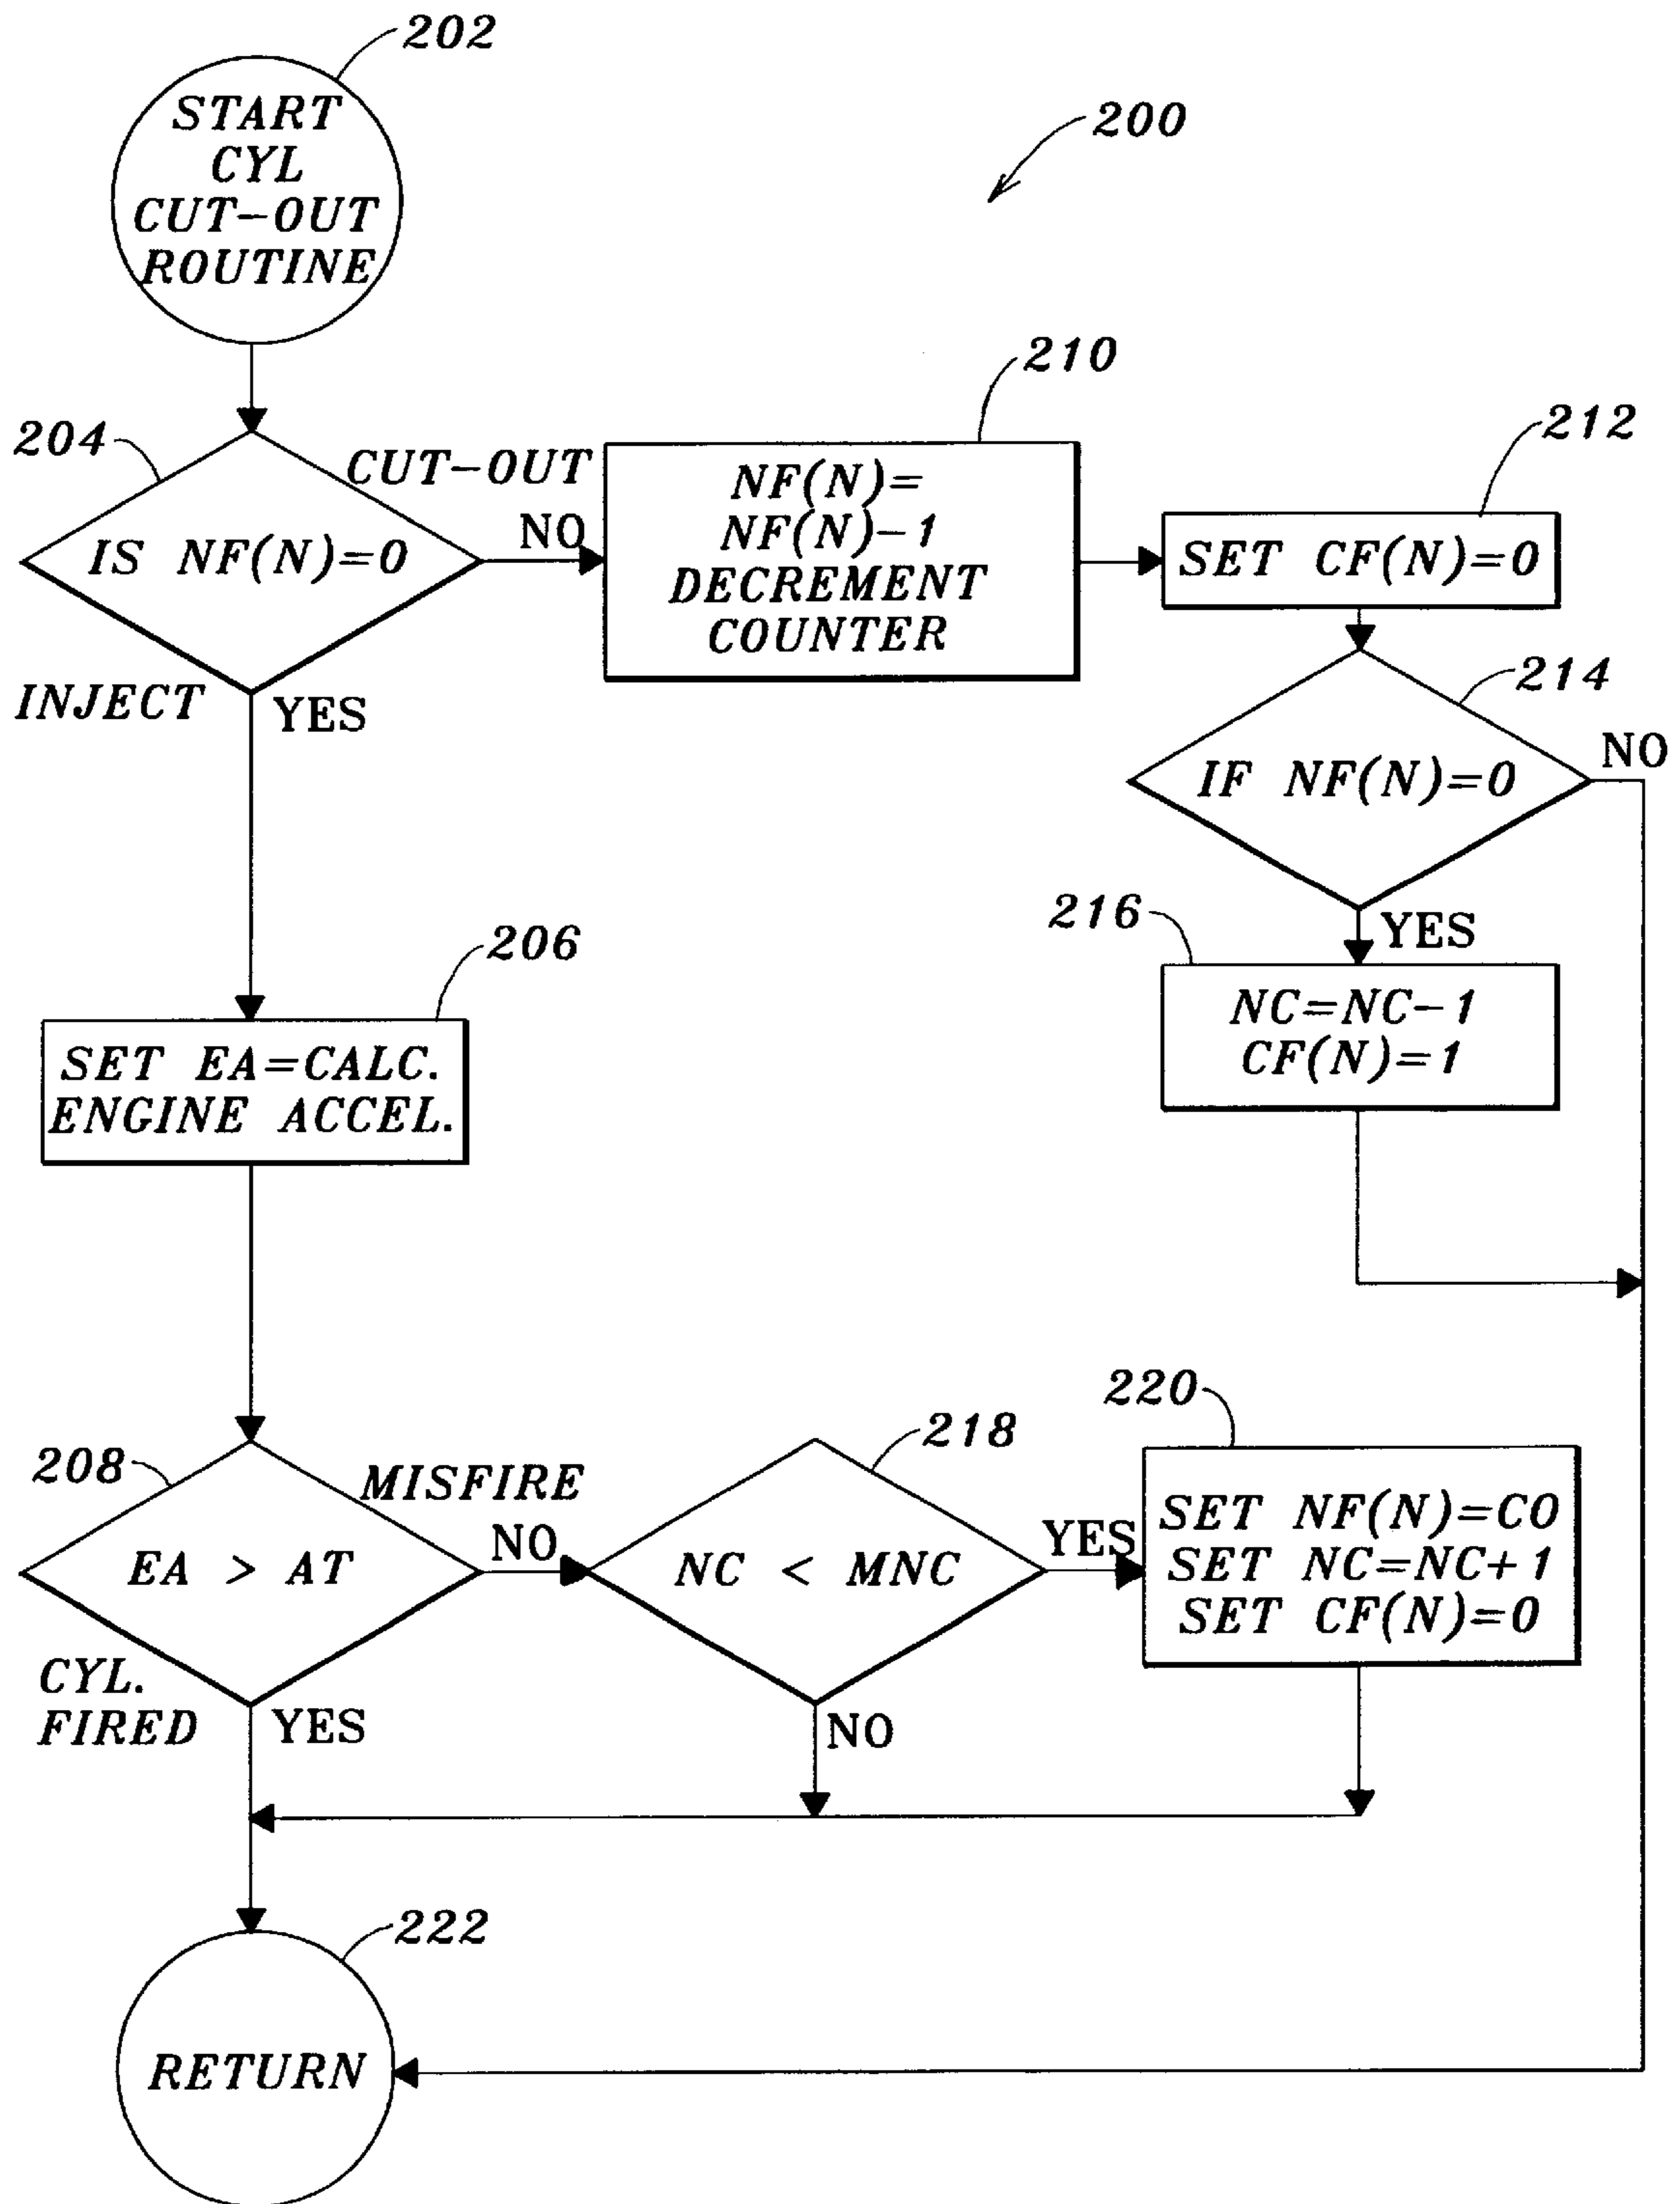 202
START
CYL
CUT-OUT
ROUTINE
200
204
IS NF(N)=0
CUT-OUT
NO
INJECT
YES
210
NF(N)=
NF(N)-1
DECREMENT
COUNTER
212
SET CF(N)=0
214
IF NF(N)=0
NO
YES
216
NC=NC-1
CF(N)=1
206
SET EA=CALC.
ENGINE ACCEL.
208
EA > AT
MISFIRE
NO
CYL.
FIRED
YES
218
NC < MNC
YES
NO
220
SET NF(N)=CO
SET NC=NC+1
SET CF(N)=0
222
RETURN